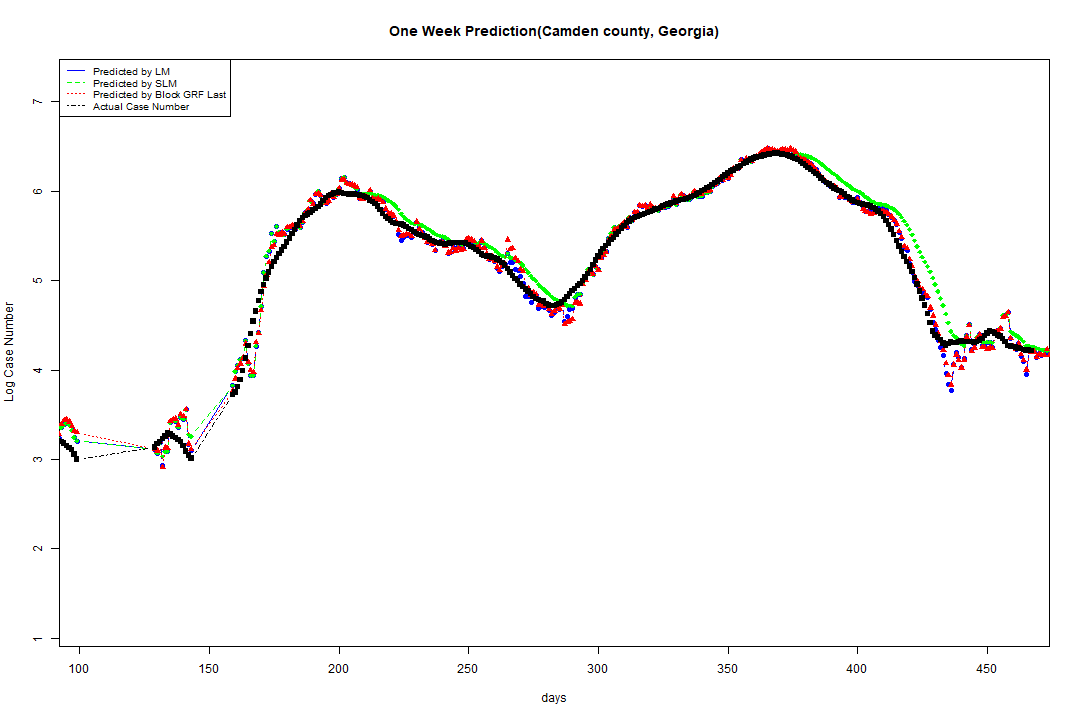 One Week Prediction(Camden county, Georgia)
Predicted by LM
Predicted by SLM
Predicted by Block GRF Last
Actual Case Number
7
6
5
4
3
2
1
Log Case Number
100 150 200 250 300 350 400 450
days